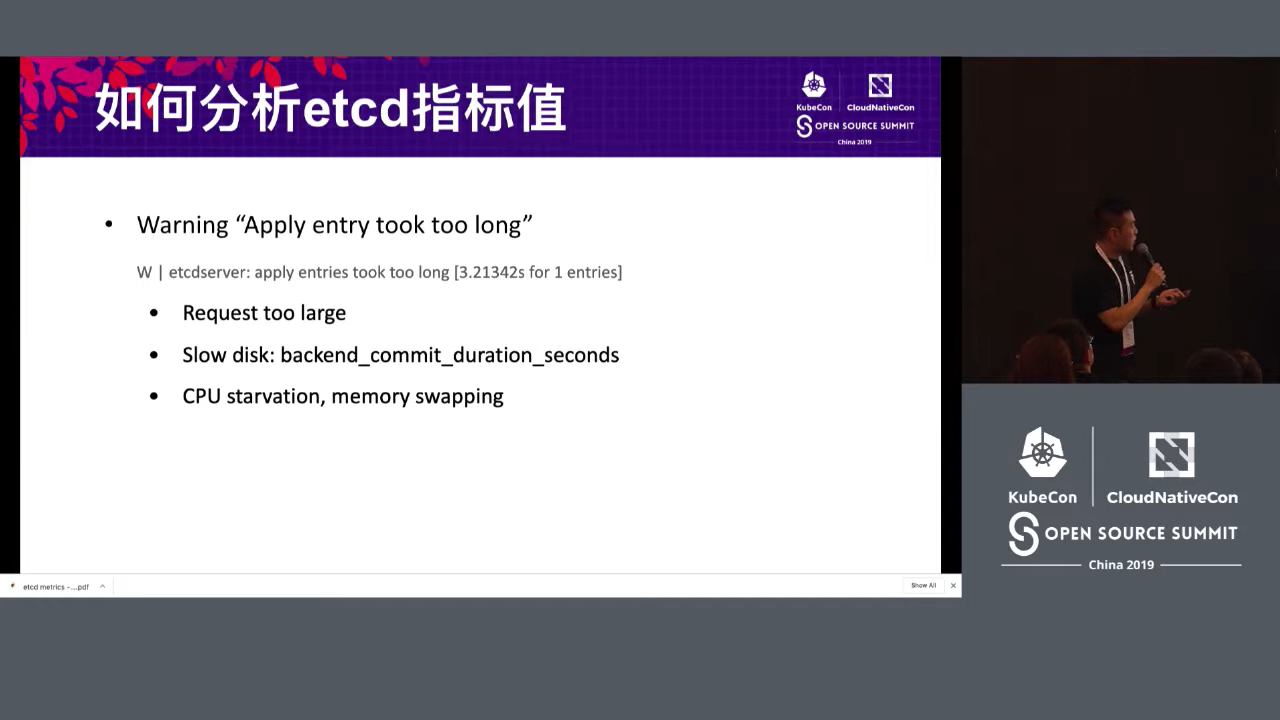 如何分析etcd指标值
KubeCon
CloudNativeCon
OPEN SOURCE SUMMIT
China 2019
• Warning “Apply entry took too long”
W | etcdserver: apply entries took too long [3.21342s for 1 entries]
• Request too large
• Slow disk: backend_commit_duration_seconds
• CPU starvation, memory swapping
etcd metrics -....pdf
Show All
KubeCon
CloudNativeCon
OPEN SOURCE SUMMIT
China 2019